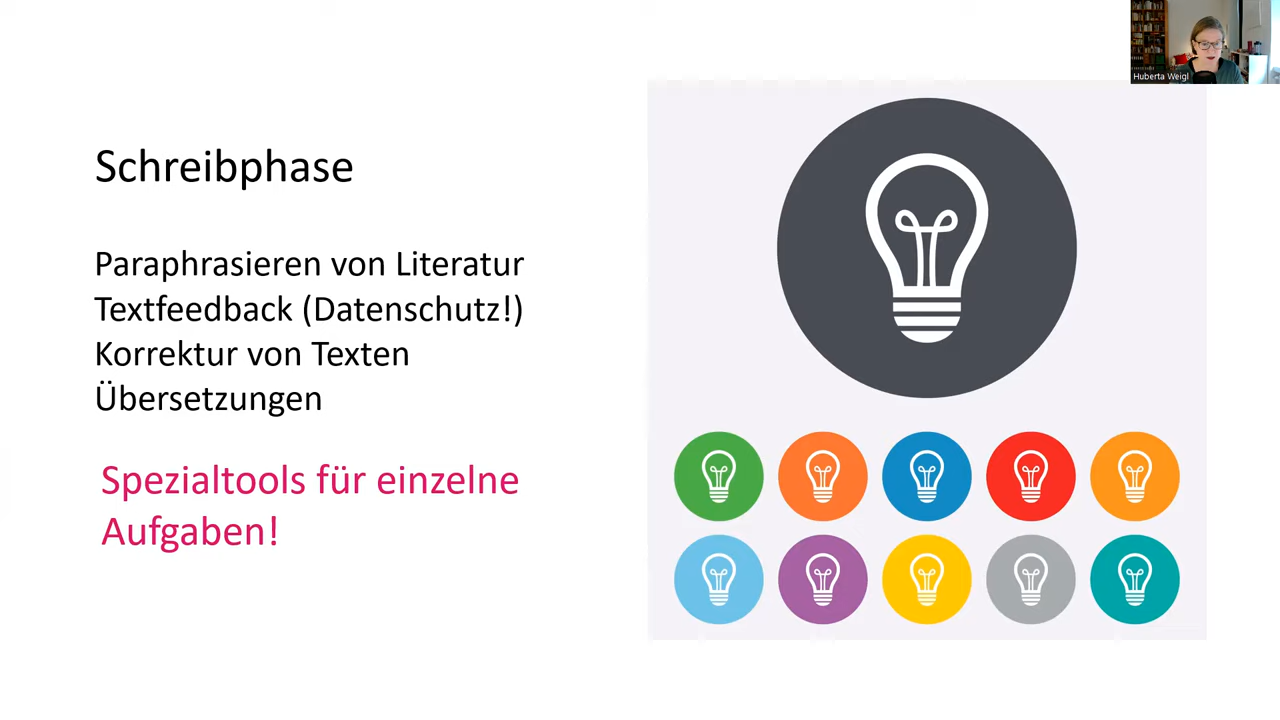 Huberta Weigl
Schreibphase
Paraphrasieren von Literatur
Textfeedback (Datenschutz!)
Korrektur von Texten
Übersetzungen
Spezialtools für einzelne
Aufgaben!